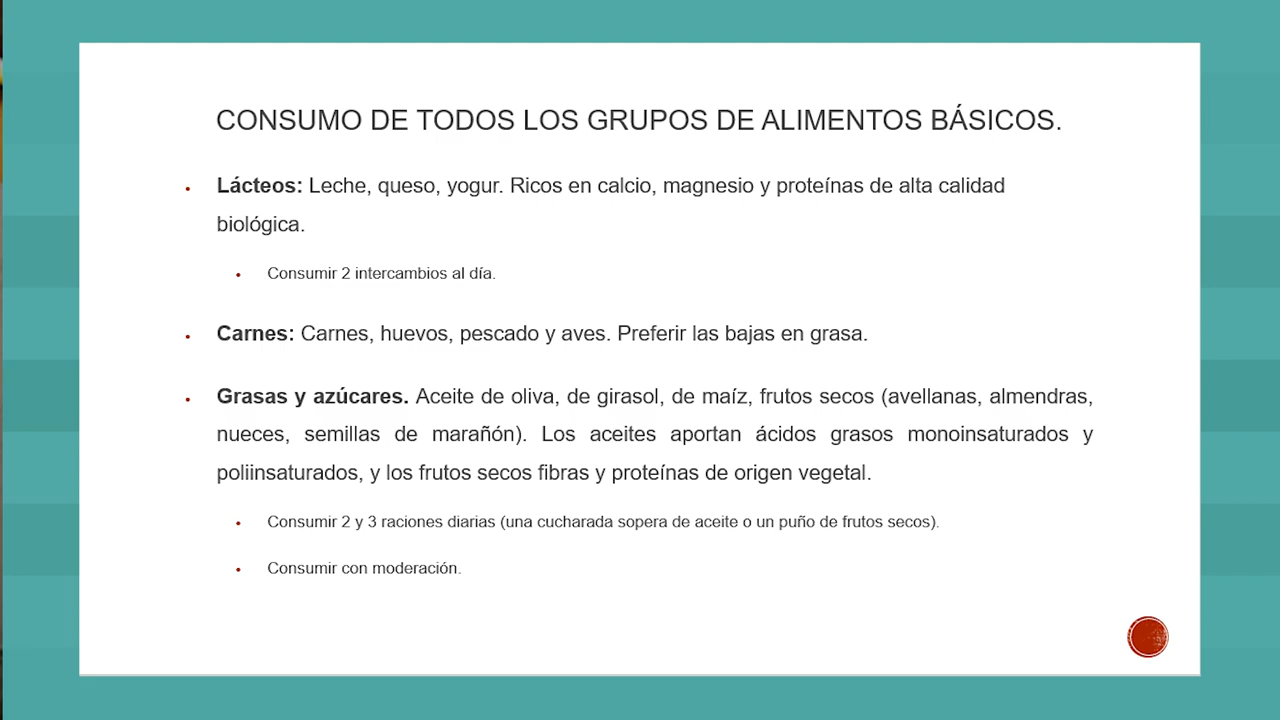 CONSUMO DE TODOS LOS GRUPOS DE ALIMENTOS BÁSICOS.
• Lácteos: Leche, queso, yogur. Ricos en calcio, magnesio y proteínas de alta calidad
biológica.
• Consumir 2 intercambios al día.
• Carnes: Carnes, huevos, pescado y aves. Preferir las bajas en grasa.
• Grasas y azúcares. Aceite de oliva, de girasol, de maíz, frutos secos (avellanas, almendras,
nueces, semillas de marañón). Los aceites aportan ácidos grasos monoinsaturados y
poliinsaturados, y los frutos secos fibras y proteínas de origen vegetal.
• Consumir 2 y 3 raciones diarias (una cucharada sopera de aceite o un puño de frutos secos).
• Consumir con moderación.